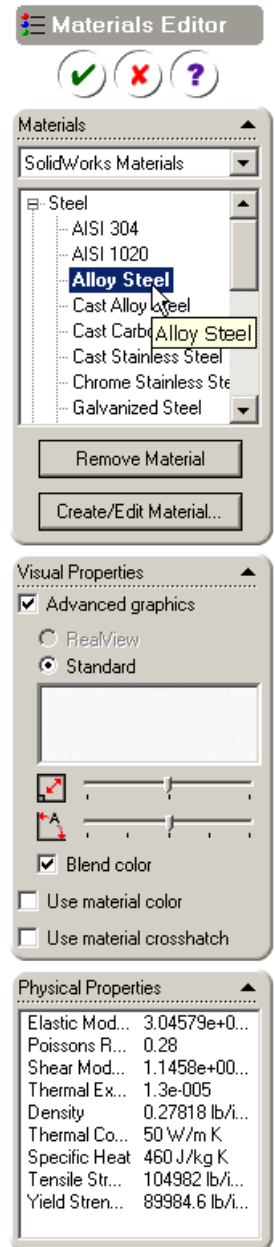 Materials Editor
?
Materials
SolidWorks Materials
Steel
AISI 304
AISI 1020
Alloy Steel
Cast Alloy Steel
Cast Carbo
Alloy Steel
Cast Stainless Steel
Chrome Stainless Ste
Galvanized Steel
Remove Material
Create/Edit Material...
Visual Properties
Advanced graphics
RealView
Standard
A
Blend color
Use material color
Use material crosshatch
Physical Properties
Elastic Mod... 3.04579e+0...
Poissons R... 0.28
Shear Mod... 1.1458e+00...
Thermal Ex... 1.3e-005
Density 0.27818 lb/i...
Thermal Co... 50 W/m K
Specific Heat 460 J/kg K
Tensile Str... 104982 lb/i...
Yield Stren... 89984.6 lb/i...